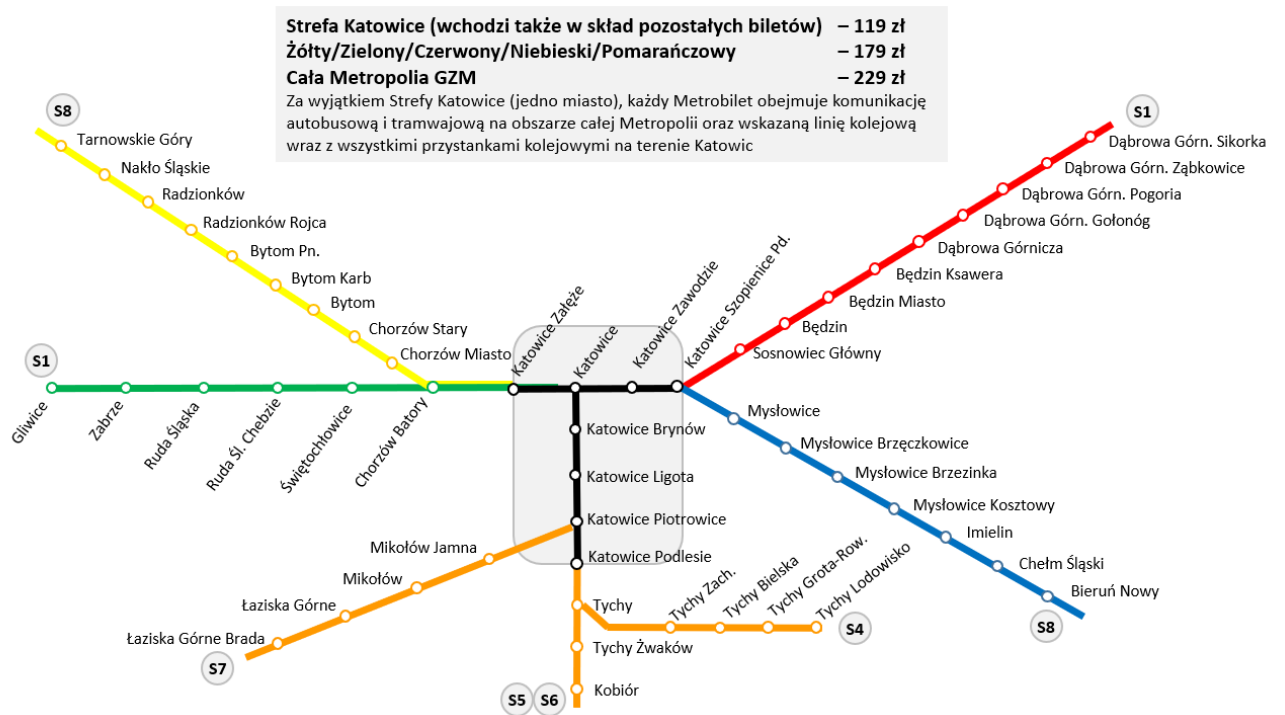 Strefa Katowice (wchodzi także w skład pozostałych biletów) – 119 zł
Żółty/Zielony/Czerwony/Niebieski/Pomarańczowy – 179 zł
Cała Metropolia GZM – 229 zł
Za wyjątkiem Strefy Katowice (jedno miasto), każdy Metrobilet obejmuje komunikację
autobusową i tramwajową na obszarze całej Metropolii oraz wskazaną linię kolejową
wraz z wszystkimi przystankami kolejowymi na terenie Katowic
S8
Tarnowskie Góry
Nakło Śląskie
Radzionków
Radzionków Rojca
Bytom Pn.
Bytom Karb
Bytom
Chorzów Stary
Chorzów Miasto
S1
Dąbrowa Górn. Sikorka
Dąbrowa Górn. Ząbkowice
Dąbrowa Górn. Pogoria
Dąbrowa Górn. Gołonóg
Dąbrowa Górnicza
Będzin Ksawera
Będzin Miasto
Będzin
Sosnowiec Główny
S1
Gliwice
Zabrze
Ruda Śląska
Ruda Śl. Chebzie
Świętochłowice
Chorzów Batory
Katowice Załęże
Katowice
Katowice Zawodzie
Katowice Szopienice Pd.
Katowice Brynów
Katowice Ligota
Katowice Piotrowice
Katowice Podlesie
Mysłowice
Mysłowice Brzęczkowice
Mysłowice Brzezinka
Mysłowice Kosztowy
Imielin
Chełm Śląski
Bieruń Nowy
S8
Mikołów Jamna
Mikołów
Łaziska Górne
Łaziska Górne Brada
S7
Tychy
Tychy Zach.
Tychy Bielska
Tychy Grota-Row.
Tychy Lodowisko
S4
Tychy Żwaków
Kobiór
S5
S6